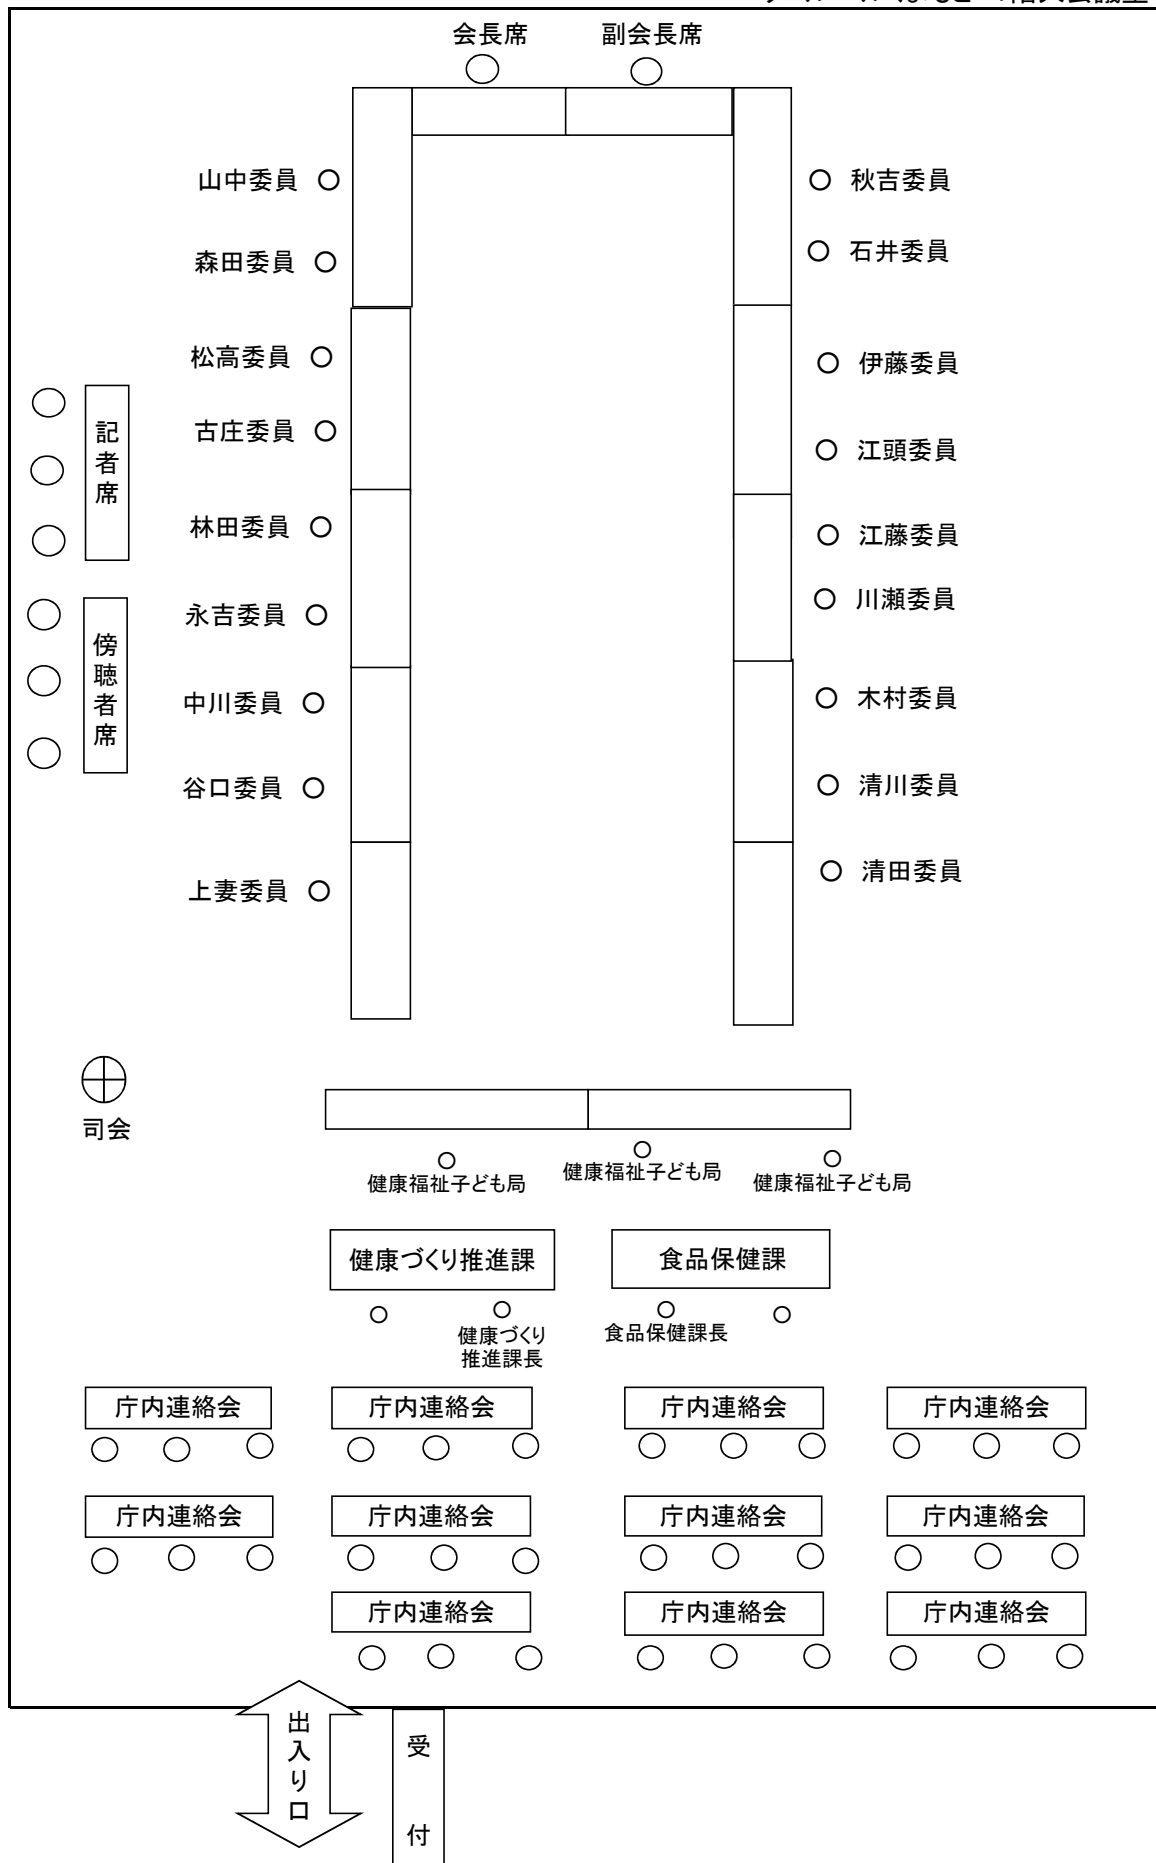 会長席 副会長席
山中委員 秋吉委員
森田委員 石井委員
松高委員 伊藤委員
古庄委員 江頭委員
記者席
林田委員 江藤委員
永吉委員 川瀬委員
傍聴者席
中川委員 木村委員
谷口委員 清川委員
上妻委員 清田委員
司会
健康福祉子ども局 健康福祉子ども局 健康福祉子ども局
健康づくり推進課 食品保健課
健康づくり
推進課長
食品保健課長
庁内連絡会 庁内連絡会 庁内連絡会 庁内連絡会
庁内連絡会 庁内連絡会 庁内連絡会 庁内連絡会
庁内連絡会 庁内連絡会 庁内連絡会
出入り口
受付